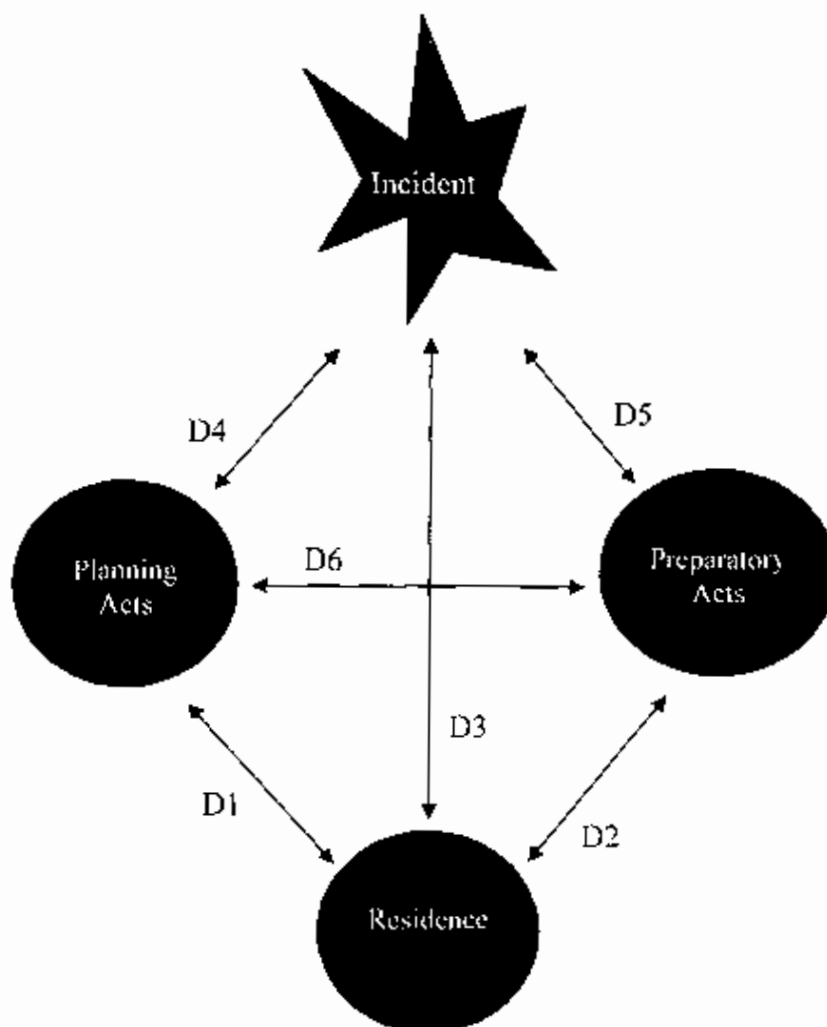 Incident
D4
D5
D6
Planning
Acts
Preparatory
Acts
D3
D1
D2
Residence